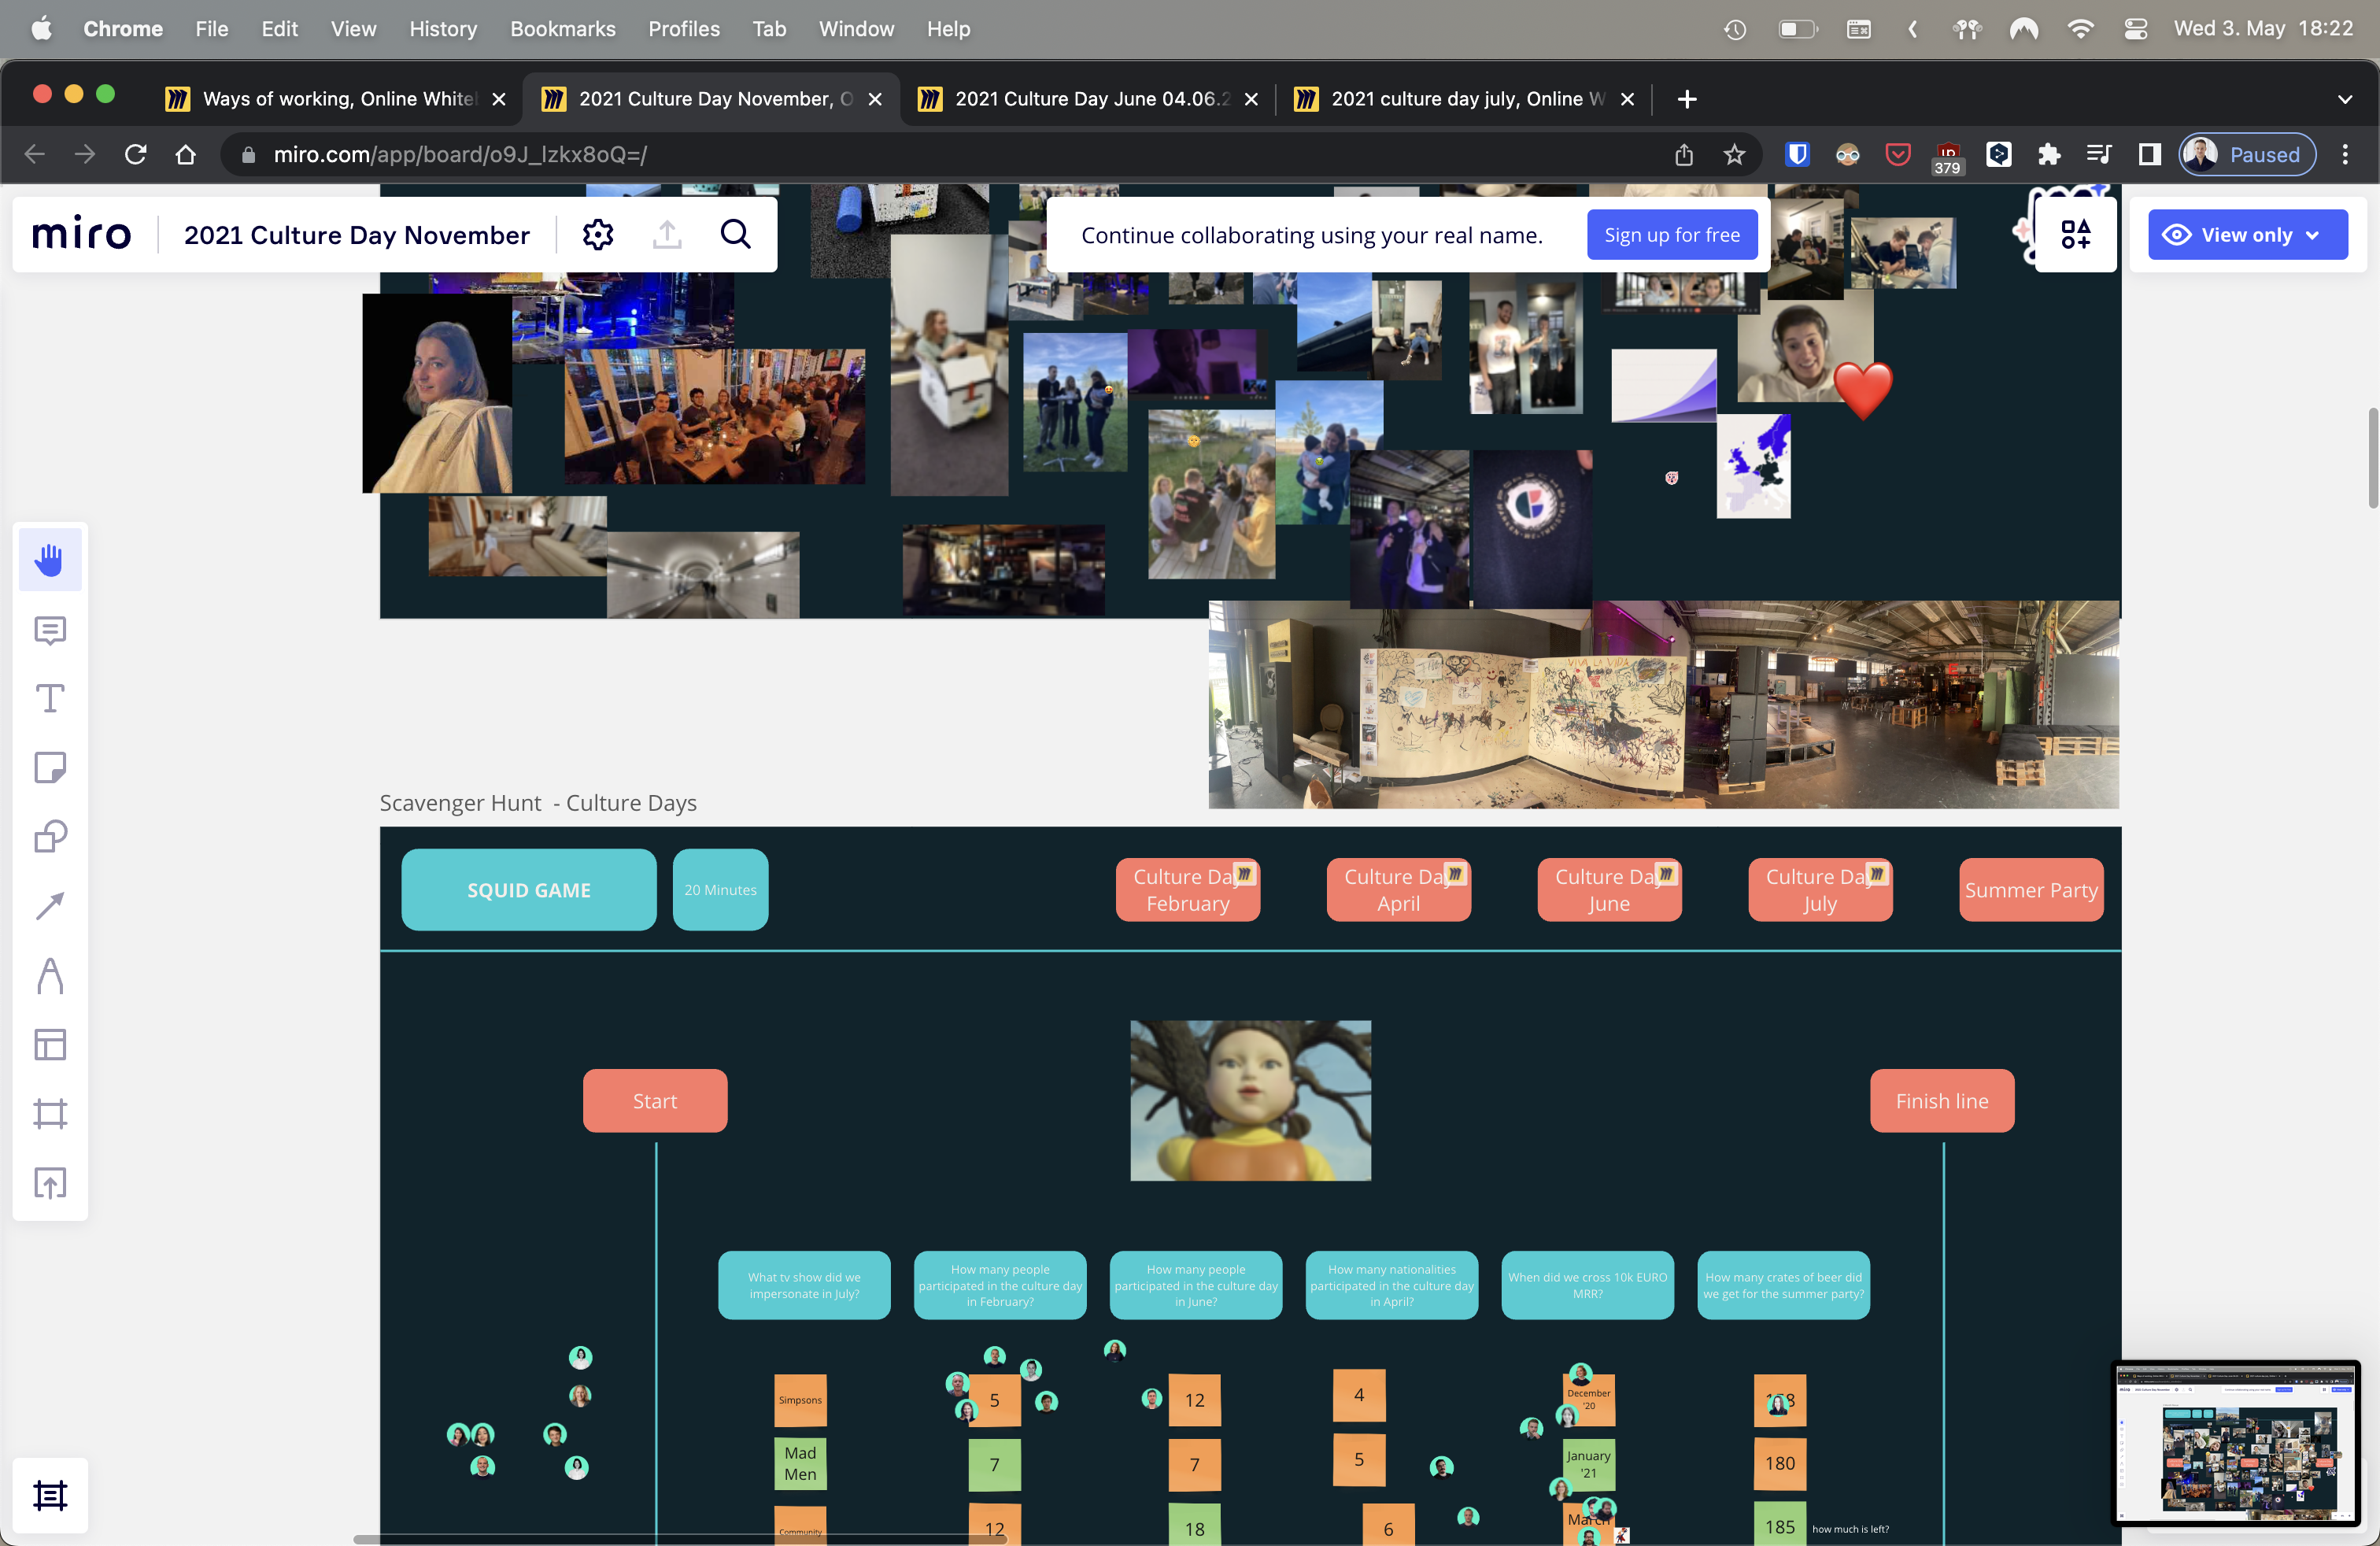 Chrome File Edit View History Bookmarks Profiles Tab Window Help
Wed 3. May 18:22
Ways of working, Online White
2021 Culture Day November, O
2021 Culture Day June 04.06.2
2021 culture day july, Online W
miro.com/app/board/o9J_lzkx8oQ=/
379
Paused
miro
2021 Culture Day November
Continue collaborating using your real name.
Sign up for free
View only
VIVA LA VIDA
Scavenger Hunt - Culture Days
SQUID GAME
20 Minutes
Culture Day
February
Culture Day
April
Culture Day
June
Culture Day
July
Summer Party
Start
Finish line
What tv show did we
impersonate in July?
How many people
participated in the culture day
in February?
How many people
participated in the culture day
in June?
How many nationalities
participated in the culture day
in April?
When did we cross 10k EURO
MRR?
How many crates of beer did
we get for the summer party?
Simpsons
5
12
4
December
'20
Mad
Men
7
7
5
January
'21
180
Community
12
18
6
March
185
how much is left?